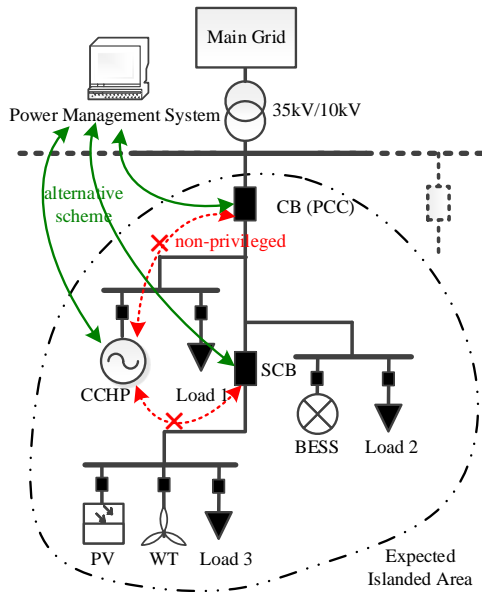 Main Grid
35kV/10kV
Power Management System
CB (PCC)
alternative
scheme
non-privileged
CCHP
Load 1
SCB
BESS
Load 2
PV
WT
Load 3
Expected
Islanded Area